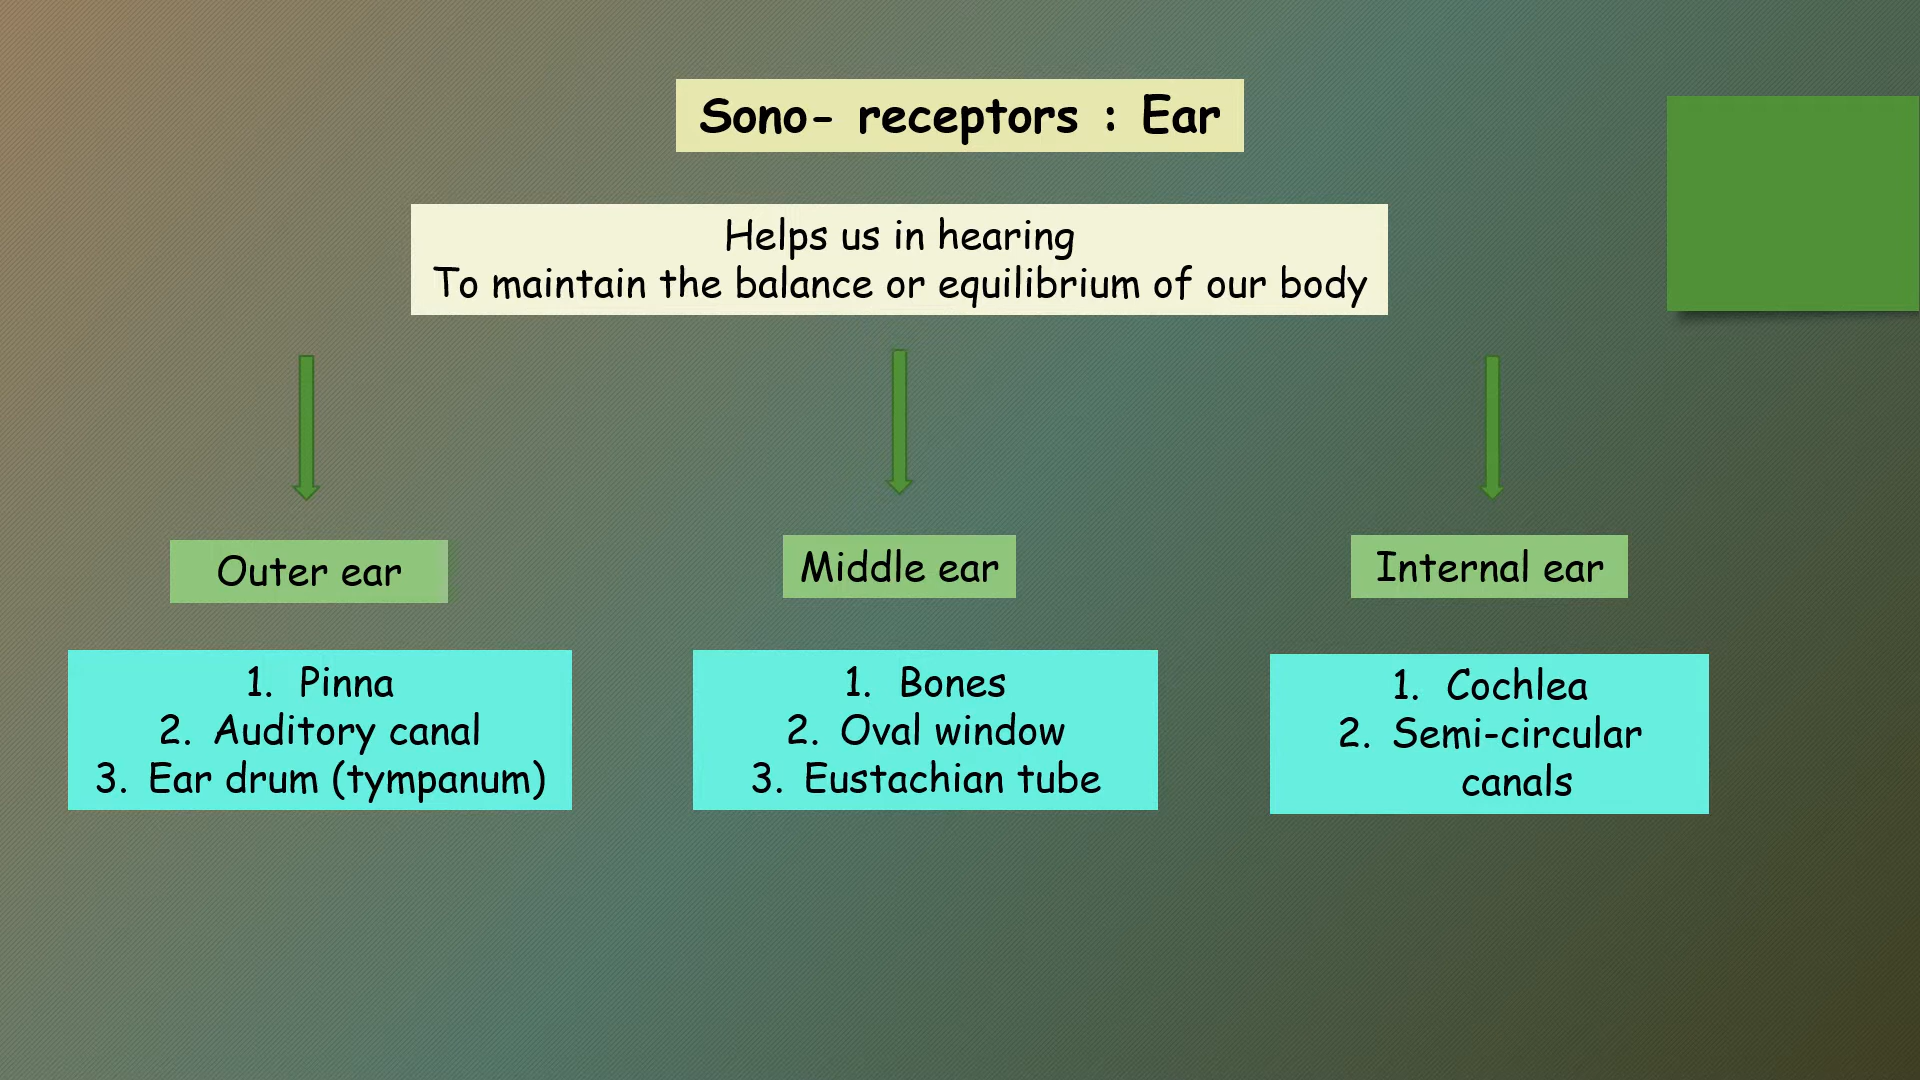 Sono- receptors : Ear
Helps us in hearing
To maintain the balance or equilibrium of our body
Outer ear
Middle ear
Internal ear
1. Pinna
2. Auditory canal
3. Ear drum (tympanum)
1. Bones
2. Oval window
3. Eustachian tube
1. Cochlea
2. Semi-circular
canals